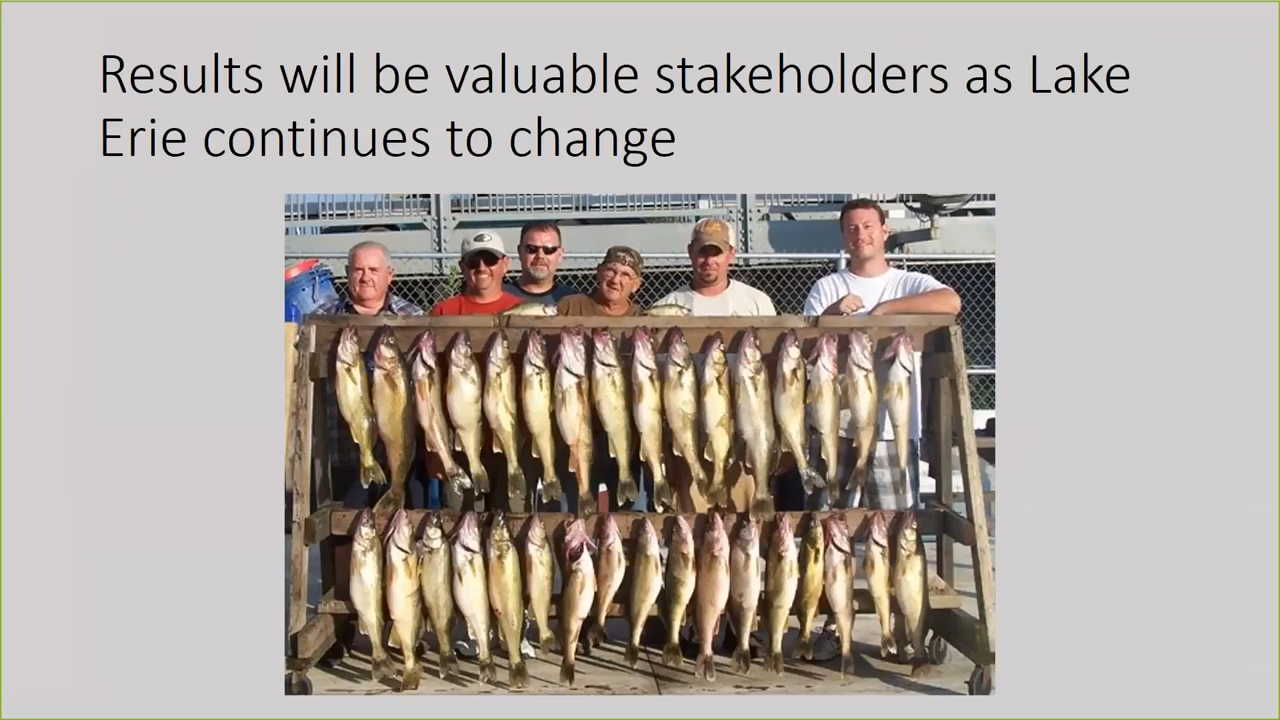 Results will be valuable stakeholders as Lake
Erie continues to change